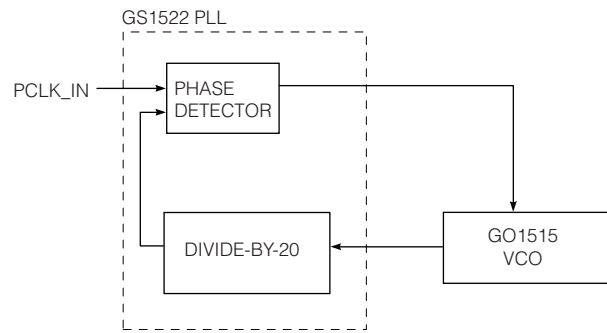 GS1522 PLL
PCLK_IN
PHASE
DETECTOR
DIVIDE-BY-20
GO1515
VCO